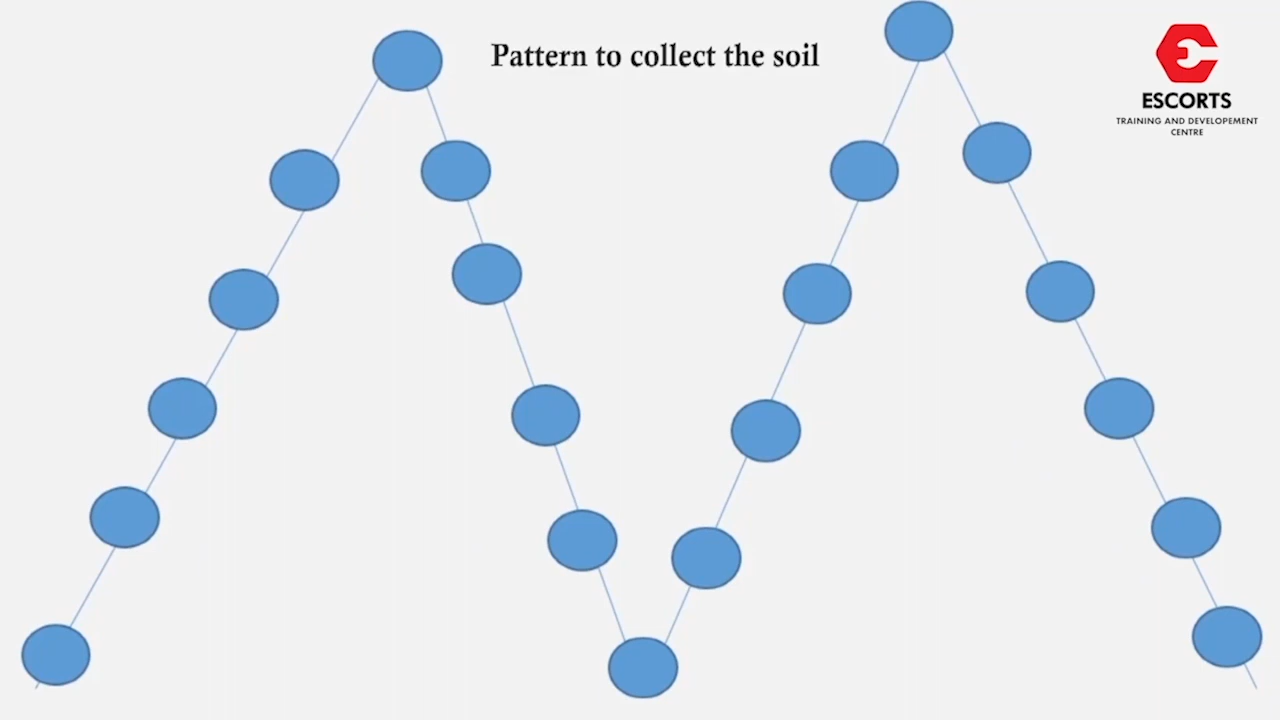 Pattern to collect the soil
ESCORTS
TRAINING AND DEVELOPEMENT
CENTRE